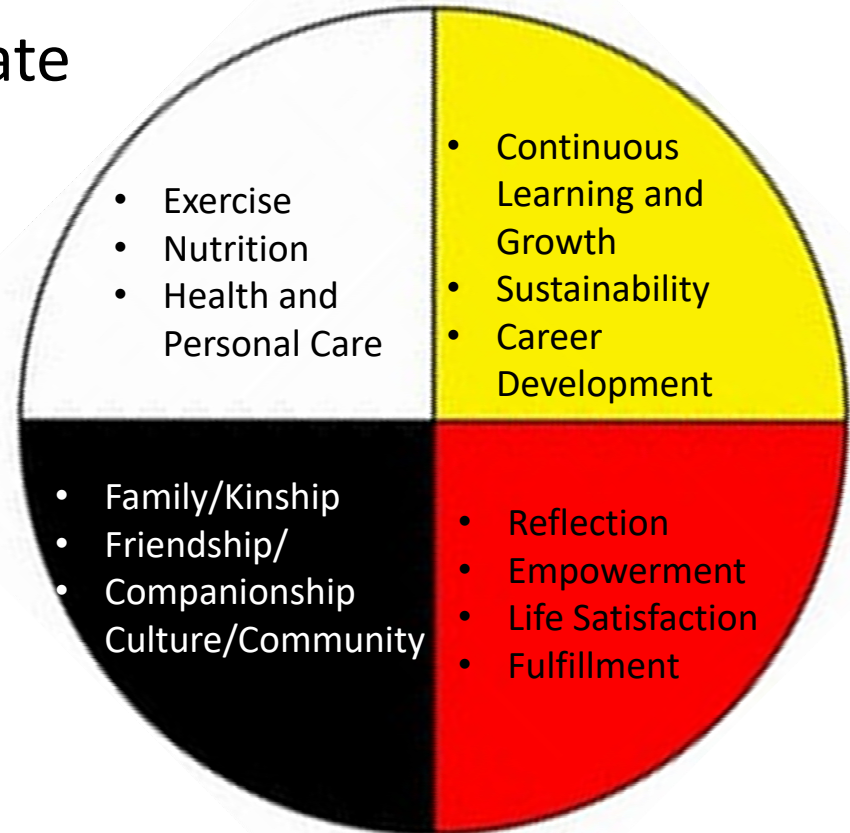 ate
• Exercise
• Nutrition
• Health and
Personal Care
• Continuous
Learning and
Growth
• Sustainability
• Career
Development
• Family/Kinship
• Friendship/
• Companionship
Culture/Community
• Reflection
• Empowerment
• Life Satisfaction
• Fulfillment